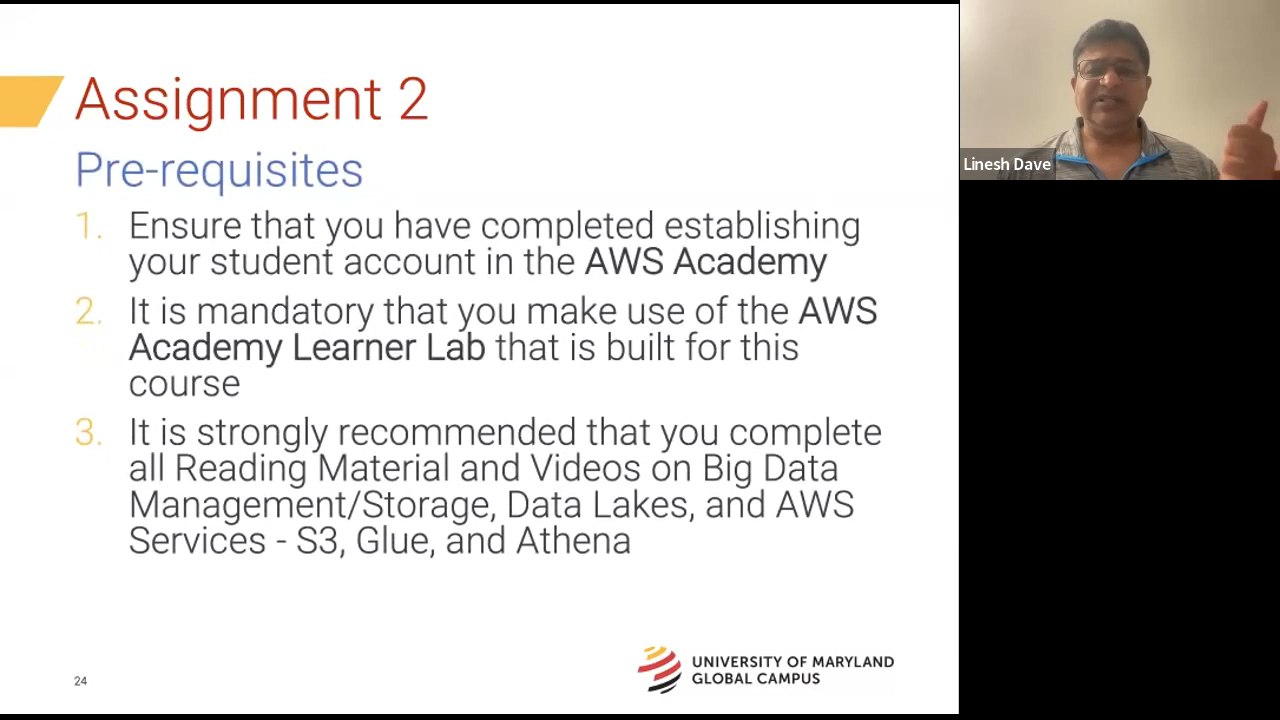 Assignment 2
Pre-requisites
1. Ensure that you have completed establishing
your student account in the AWS Academy
2. It is mandatory that you make use of the AWS
Academy Learner Lab that is built for this
course
3. It is strongly recommended that you complete
all Reading Material and Videos on Big Data
Management/Storage, Data Lakes, and AWS
Services - S3, Glue, and Athena
24
UNIVERSITY OF MARYLAND
GLOBAL CAMPUS
Linesh Dave